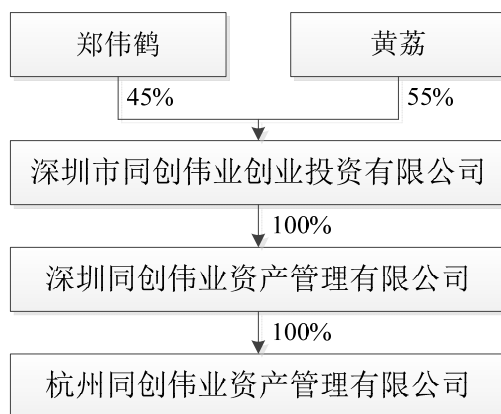 郑伟鹤
黄荔
45%
55%
深圳市同创伟业创业投资有限公司
100%
深圳同创伟业资产管理有限公司
100%
杭州同创伟业资产管理有限公司